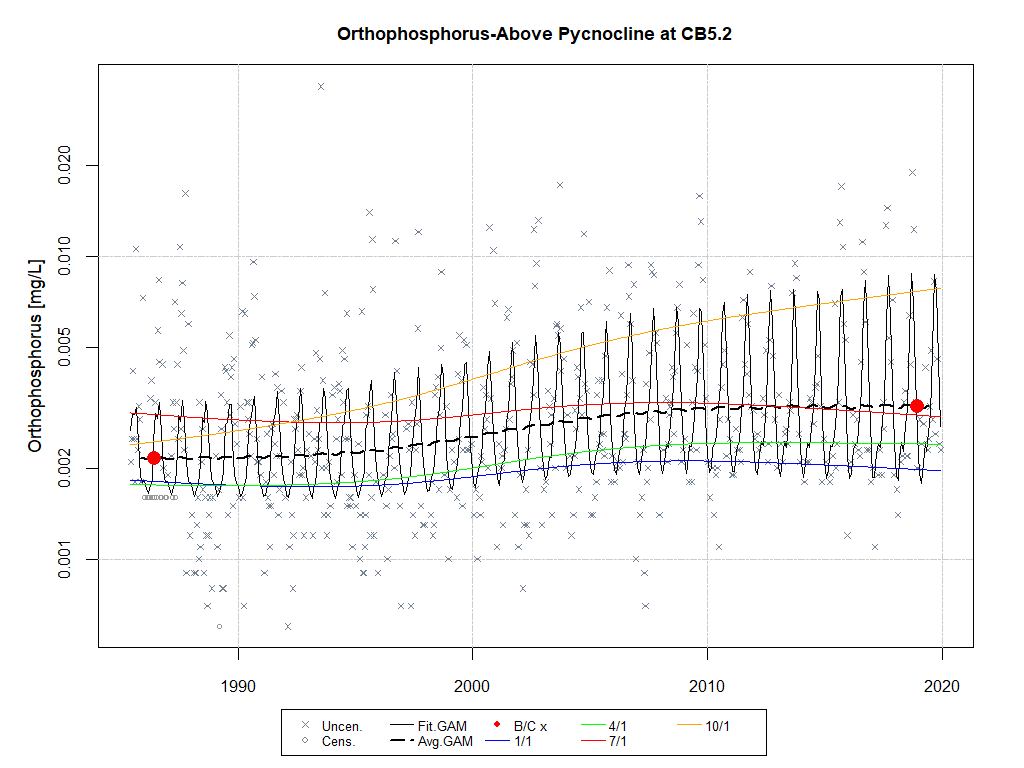 Orthophosphorus-Above Pycnocline at CB5.2
Orthophosphorus [mg/L]
0.020
0.010
0.005
0.002
0.001
1990 2000 2010 2020
Uncen. Fit.GAM B/C x 4/1 10/1
Cens. Avg.GAM 1/1 7/1